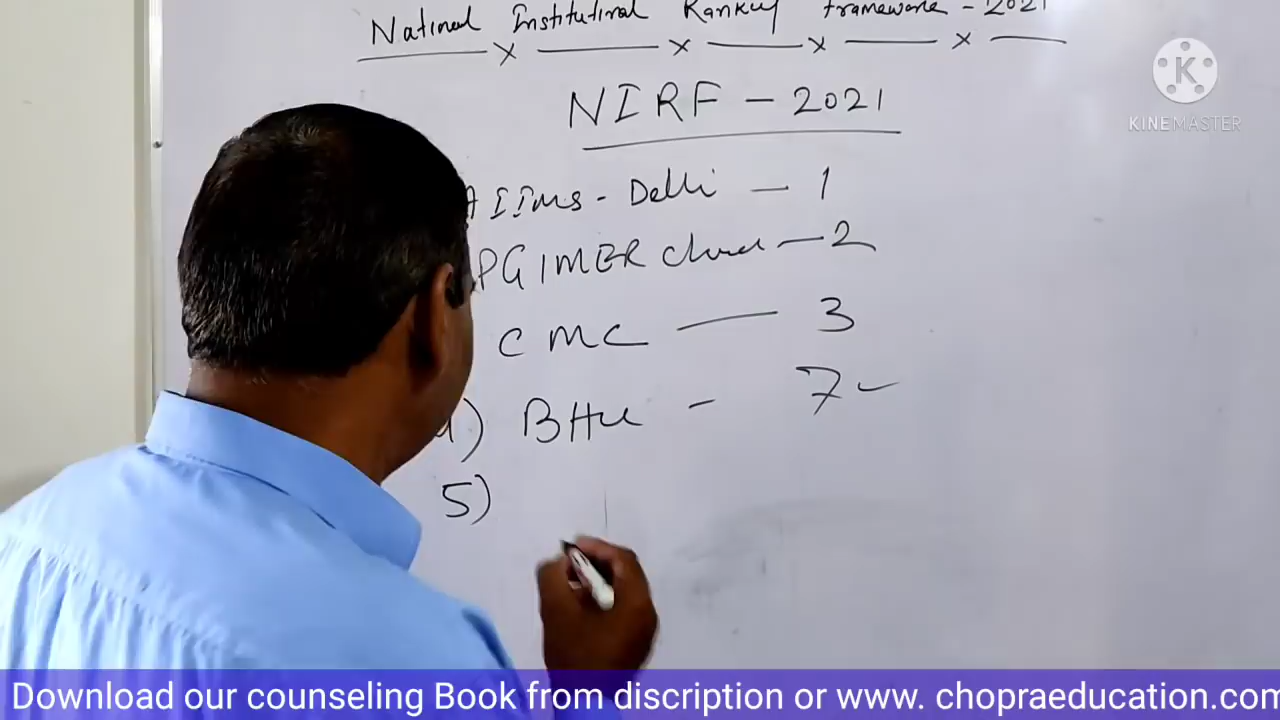 National Institutional Ranking framework - 2021
NIRF - 2021
AIIMS - Delhi - 1
PGIMER - 2
CMC - 3
4) BHU - 7
5)
KINEMASTER
Download our counseling Book from discription or www. chopraeducation.com